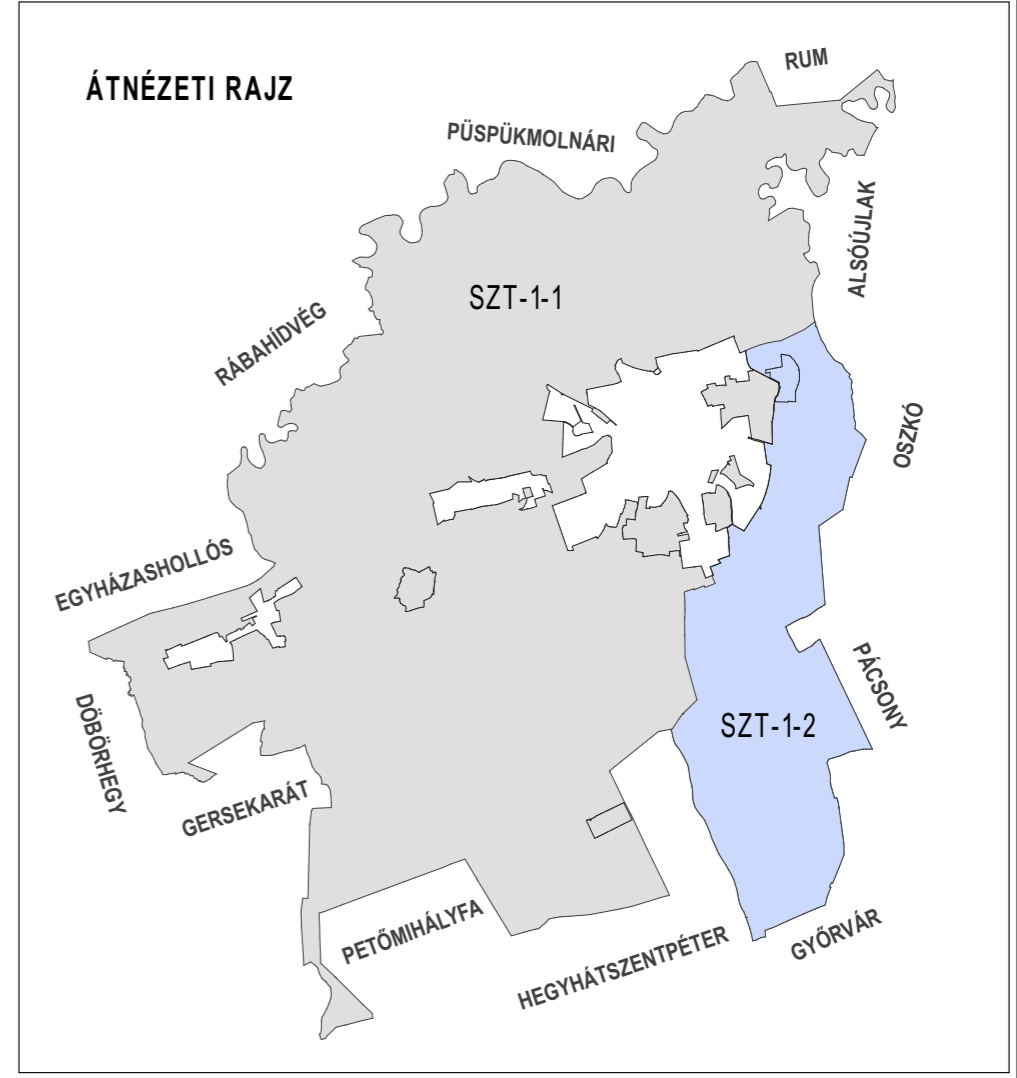 ÁTNÉZETI RAJZ
RUM
PÜSPÜKMOLNÁRI
ALSÓÚJLAK
SZT-1-1
RÁBAHÍDVÉG
OSZKÓ
EGYHÁZASHOLLÓS
PÁCSONY
DÖBÖRHEGY
SZT-1-2
GERSEKARÁT
PETŐMIHÁLYFA
GYŐRVÁR
HEGYHÁTSZENTPÉTER